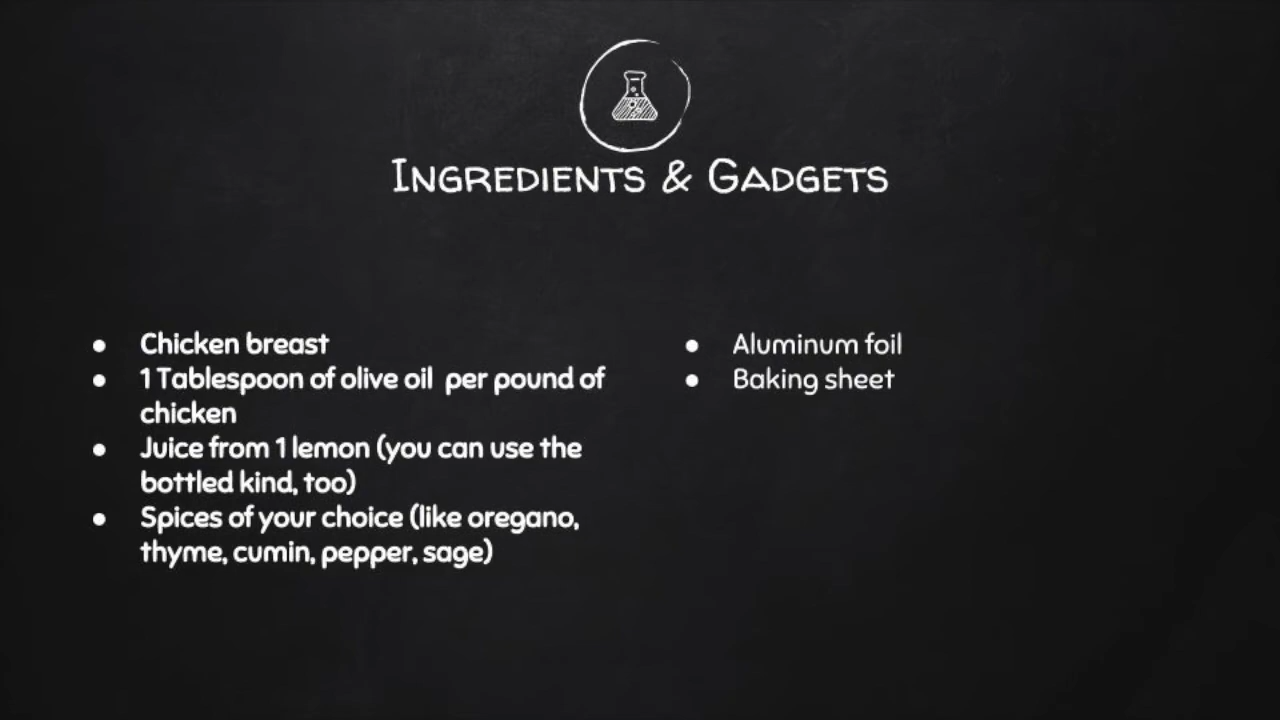 Ingredients & Gadgets
● Chicken breast
● 1 Tablespoon of olive oil  per pound of
chicken
● Juice from 1 lemon (you can use the
bottled kind, too)
● Spices of your choice (like oregano,
thyme, cumin, pepper, sage)
● Aluminum foil
● Baking sheet